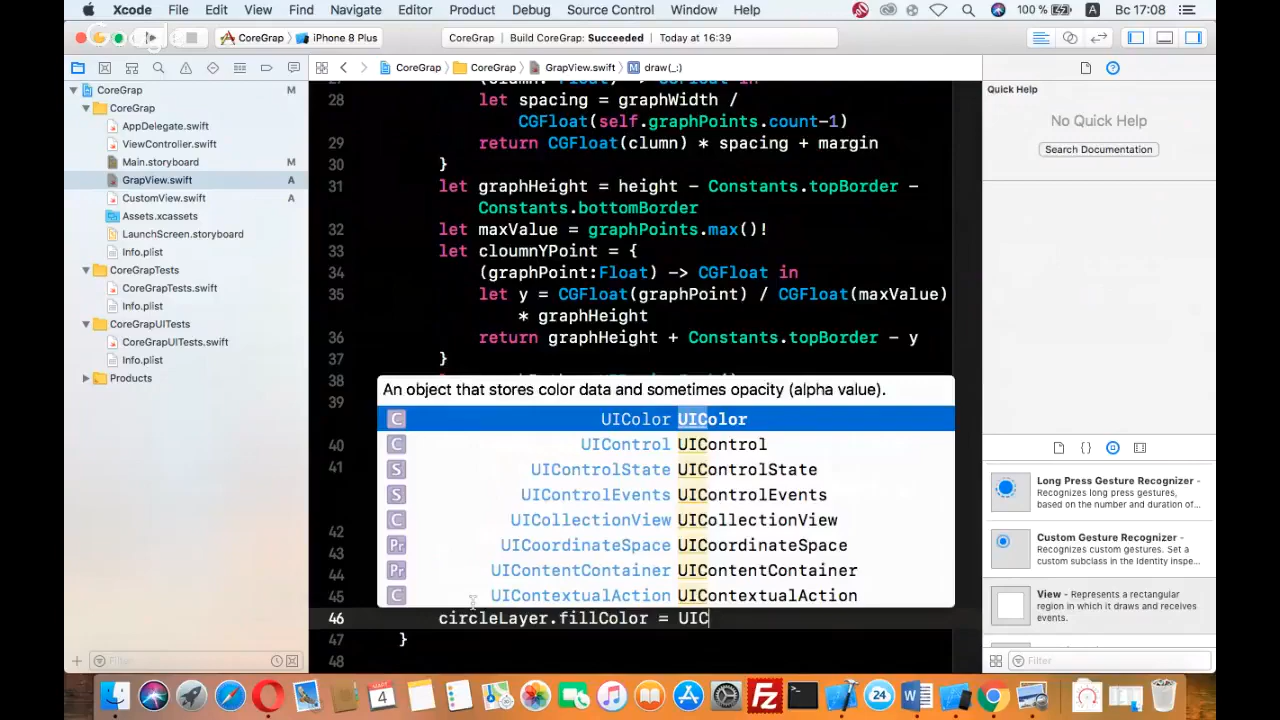 Xcode File Edit View Find Navigate Editor Product Debug Source Control Window Help 100 % A Вс 17:08
CoreGrap iPhone 8 Plus CoreGrap | Build CoreGrap: Succeeded | Today at 16:39
CoreGrap M
CoreGrap
AppDelegate.swift
ViewController.swift
Main.storyboard M
GrapView.swift A
CustomView.swift A
Assets.xcassets
LaunchScreen.storyboard
Info.plist
CoreGrapTests
CoreGrapTests.swift
Info.plist
CoreGrapUITests
CoreGrapUITests.swift
Info.plist
Products
Filter
CoreGrap CoreGrap GrapView.swift M draw(_:)
28 let spacing = graphWidth /
CGFloat(self.graphPoints.count-1)
29 return CGFloat(clumn) * spacing + margin
30 }
31 let graphHeight = height - Constants.topBorder -
Constants.bottomBorder
32 let maxValue = graphPoints.max()!
33 let cloumnYPoint = {
34 (graphPoint:Float) -> CGFloat in
35 let y = CGFloat(graphPoint) / CGFloat(maxValue)
* graphHeight
36 return graphHeight + Constants.topBorder - y
37 }
38
39
An object that stores color data and sometimes opacity (alpha value).
C UIColor UIColor
40 C UIControl UIControl
41 S UIControlState UIControlState
S UIControlEvents UIControlEvents
C UICollectionView UICollectionView
42
43 Pr UICoordinateSpace UICoordinateSpace
44 Pr UIContentContainer UIContentContainer
45 C UIContextualAction UIContextualAction
46 circleLayer.fillColor = UIC
47 }
48
Quick Help
No Quick Help
Search Documentation
{ }
Long Press Gesture Recognizer -
Recognizes long press gestures,
based on the number and duration of...
Custom Gesture Recognizer -
Recognizes custom gestures. Set a
custom subclass in the Identity inspe...
View - Represents a rectangular
region in which it draws and receives
events.
Filter
4 24 W